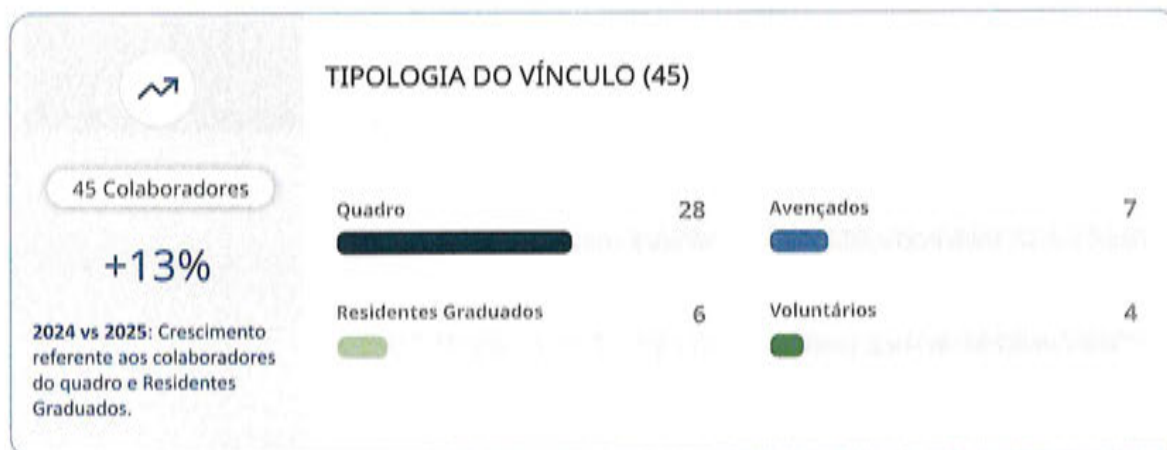 TIPOLOGIA DO VÍNCULO (45)
45 Colaboradores
+13%
2024 vs 2025: Crescimento
referente aos colaboradores
do quadro e Residentes
Graduados.
Quadro 28
Avençados 7
Residentes Graduados 6
Voluntários 4